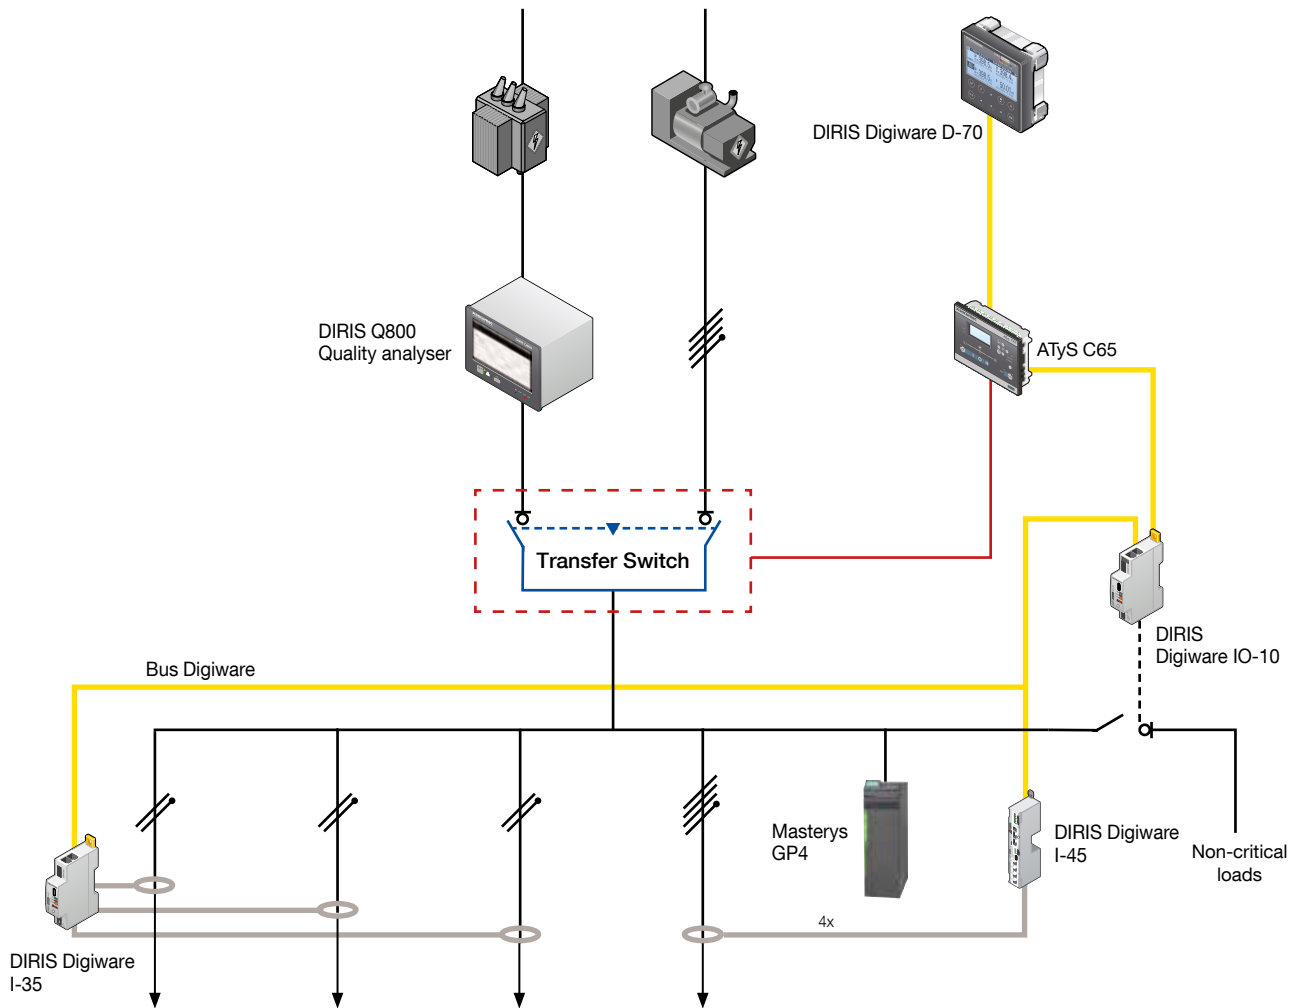 DIRIS Digiware D-70
DIRIS Q800
Quality analyser
ATyS C65
Transfer Switch
DIRIS
Digiware IO-10
Bus Digiware
Masterys
GP4
DIRIS Digiware
I-45
Non-critical
loads
4x
DIRIS Digiware
I-35